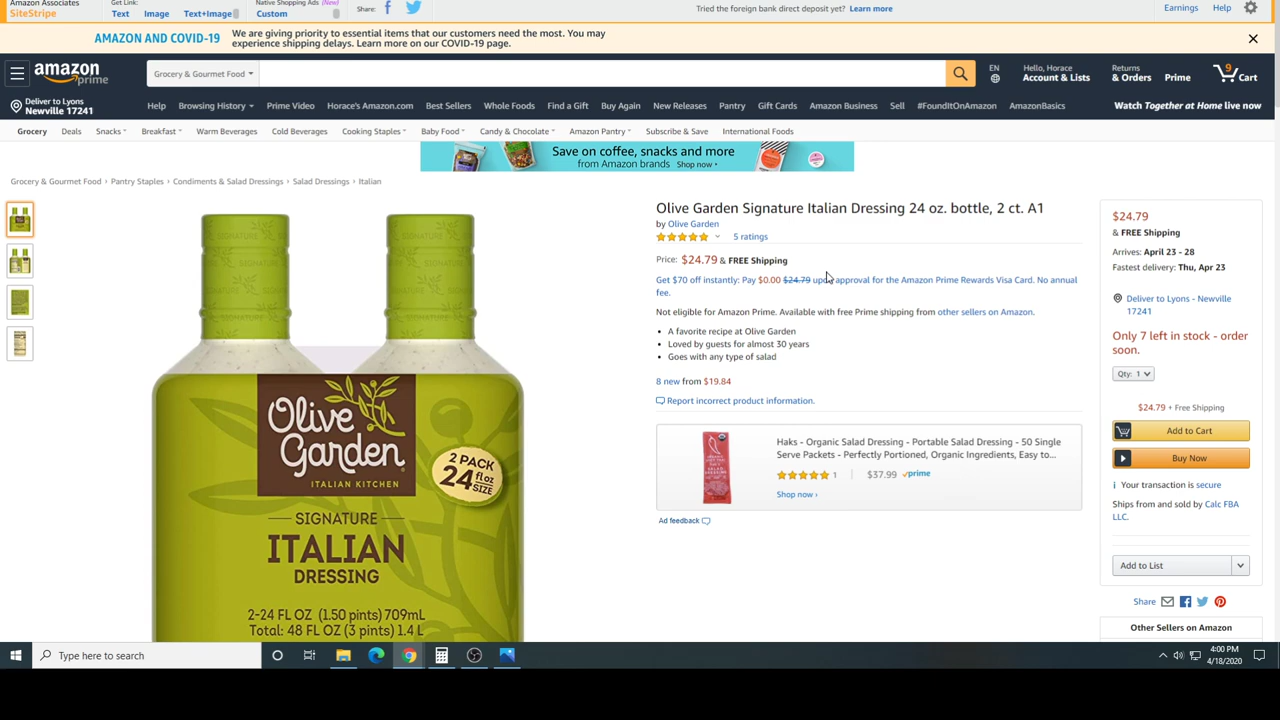 Amazon Associates
SiteStripe
Get Link:
Text Image Text+Image
Native Shopping Ads (New)
Custom
Share:
Tried the foreign bank direct deposit yet? Learn more
Earnings Help
AMAZON AND COVID-19
We are giving priority to essential items that our customers need the most. You may
experience shipping delays. Learn more on our COVID-19 page.
amazon
prime
Grocery & Gourmet Food
EN
Hello, Horace
Account & Lists
Returns
& Orders
Prime
9
Cart
Deliver to Lyons
Newville 17241
Help Browsing History Prime Video Horace's Amazon.com Best Sellers Whole Foods Find a Gift Buy Again New Releases Pantry Gift Cards Amazon Business Sell #FoundItOnAmazon AmazonBasics
Watch Together at Home live now
Grocery Deals Snacks Breakfast Warm Beverages Cold Beverages Cooking Staples Baby Food Candy & Chocolate Amazon Pantry Subscribe & Save International Foods
Save on coffee, snacks and more
from Amazon brands Shop now
Grocery & Gourmet Food › Pantry Staples › Condiments & Salad Dressings › Salad Dressings › Italian
Olive Garden Signature Italian Dressing 24 oz. bottle, 2 ct. A1
by Olive Garden
5 ratings
Price: $24.79 & FREE Shipping
Get $70 off instantly: Pay $0.00 $24.79 upon approval for the Amazon Prime Rewards Visa Card. No annual
fee.
Not eligible for Amazon Prime. Available with free Prime shipping from other sellers on Amazon.
• A favorite recipe at Olive Garden
• Loved by guests for almost 30 years
• Goes with any type of salad
8 new from $19.84
Report incorrect product information.
Haks - Organic Salad Dressing - Portable Salad Dressing - 50 Single
Serve Packets - Perfectly Portioned, Organic Ingredients, Easy to...
1 $37.99 prime
Shop now ›
Ad feedback
$24.79
& FREE Shipping
Arrives: April 23 - 28
Fastest delivery: Thu, Apr 23
Deliver to Lyons - Newville
17241
Only 7 left in stock - order
soon.
Qty: 1
$24.79 + Free Shipping
Add to Cart
Buy Now
Your transaction is secure
Ships from and sold by Calc FBA
LLC.
Add to List
Share
Other Sellers on Amazon
SIGNATURE
SIGNATURE
Olive
Garden
ITALIAN KITCHEN
2 PACK
24 fl oz
SIZE
SIGNATURE
ITALIAN
DRESSING
2-24 FL OZ (1.50 pints) 709mL
Total: 48 FL OZ (3 pints) 1.4 L
Type here to search
4:00 PM
4/18/2020